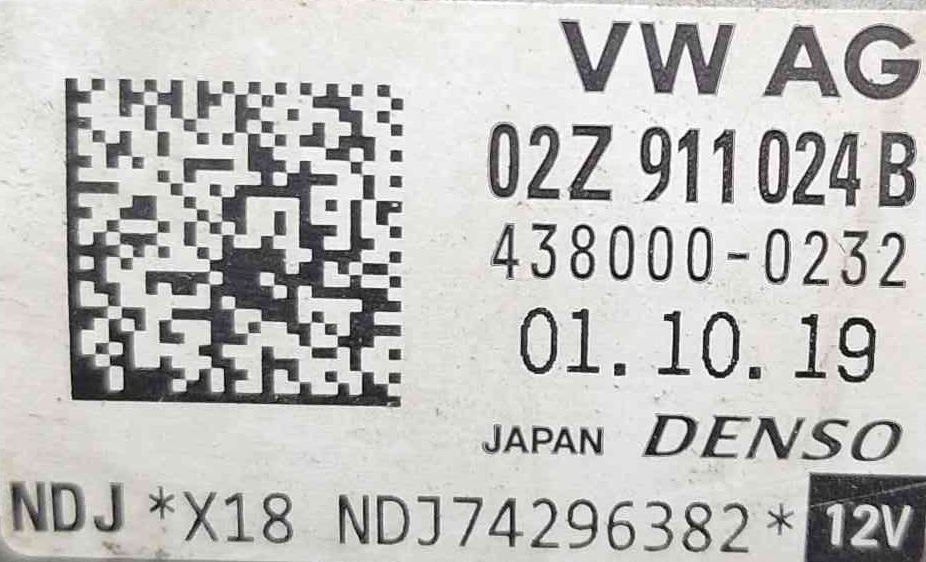 VW AG
02Z 911 024 B
438000-0232
01.10.19
JAPAN DENSO
NDJ *X18 NDJ74296382* 12V